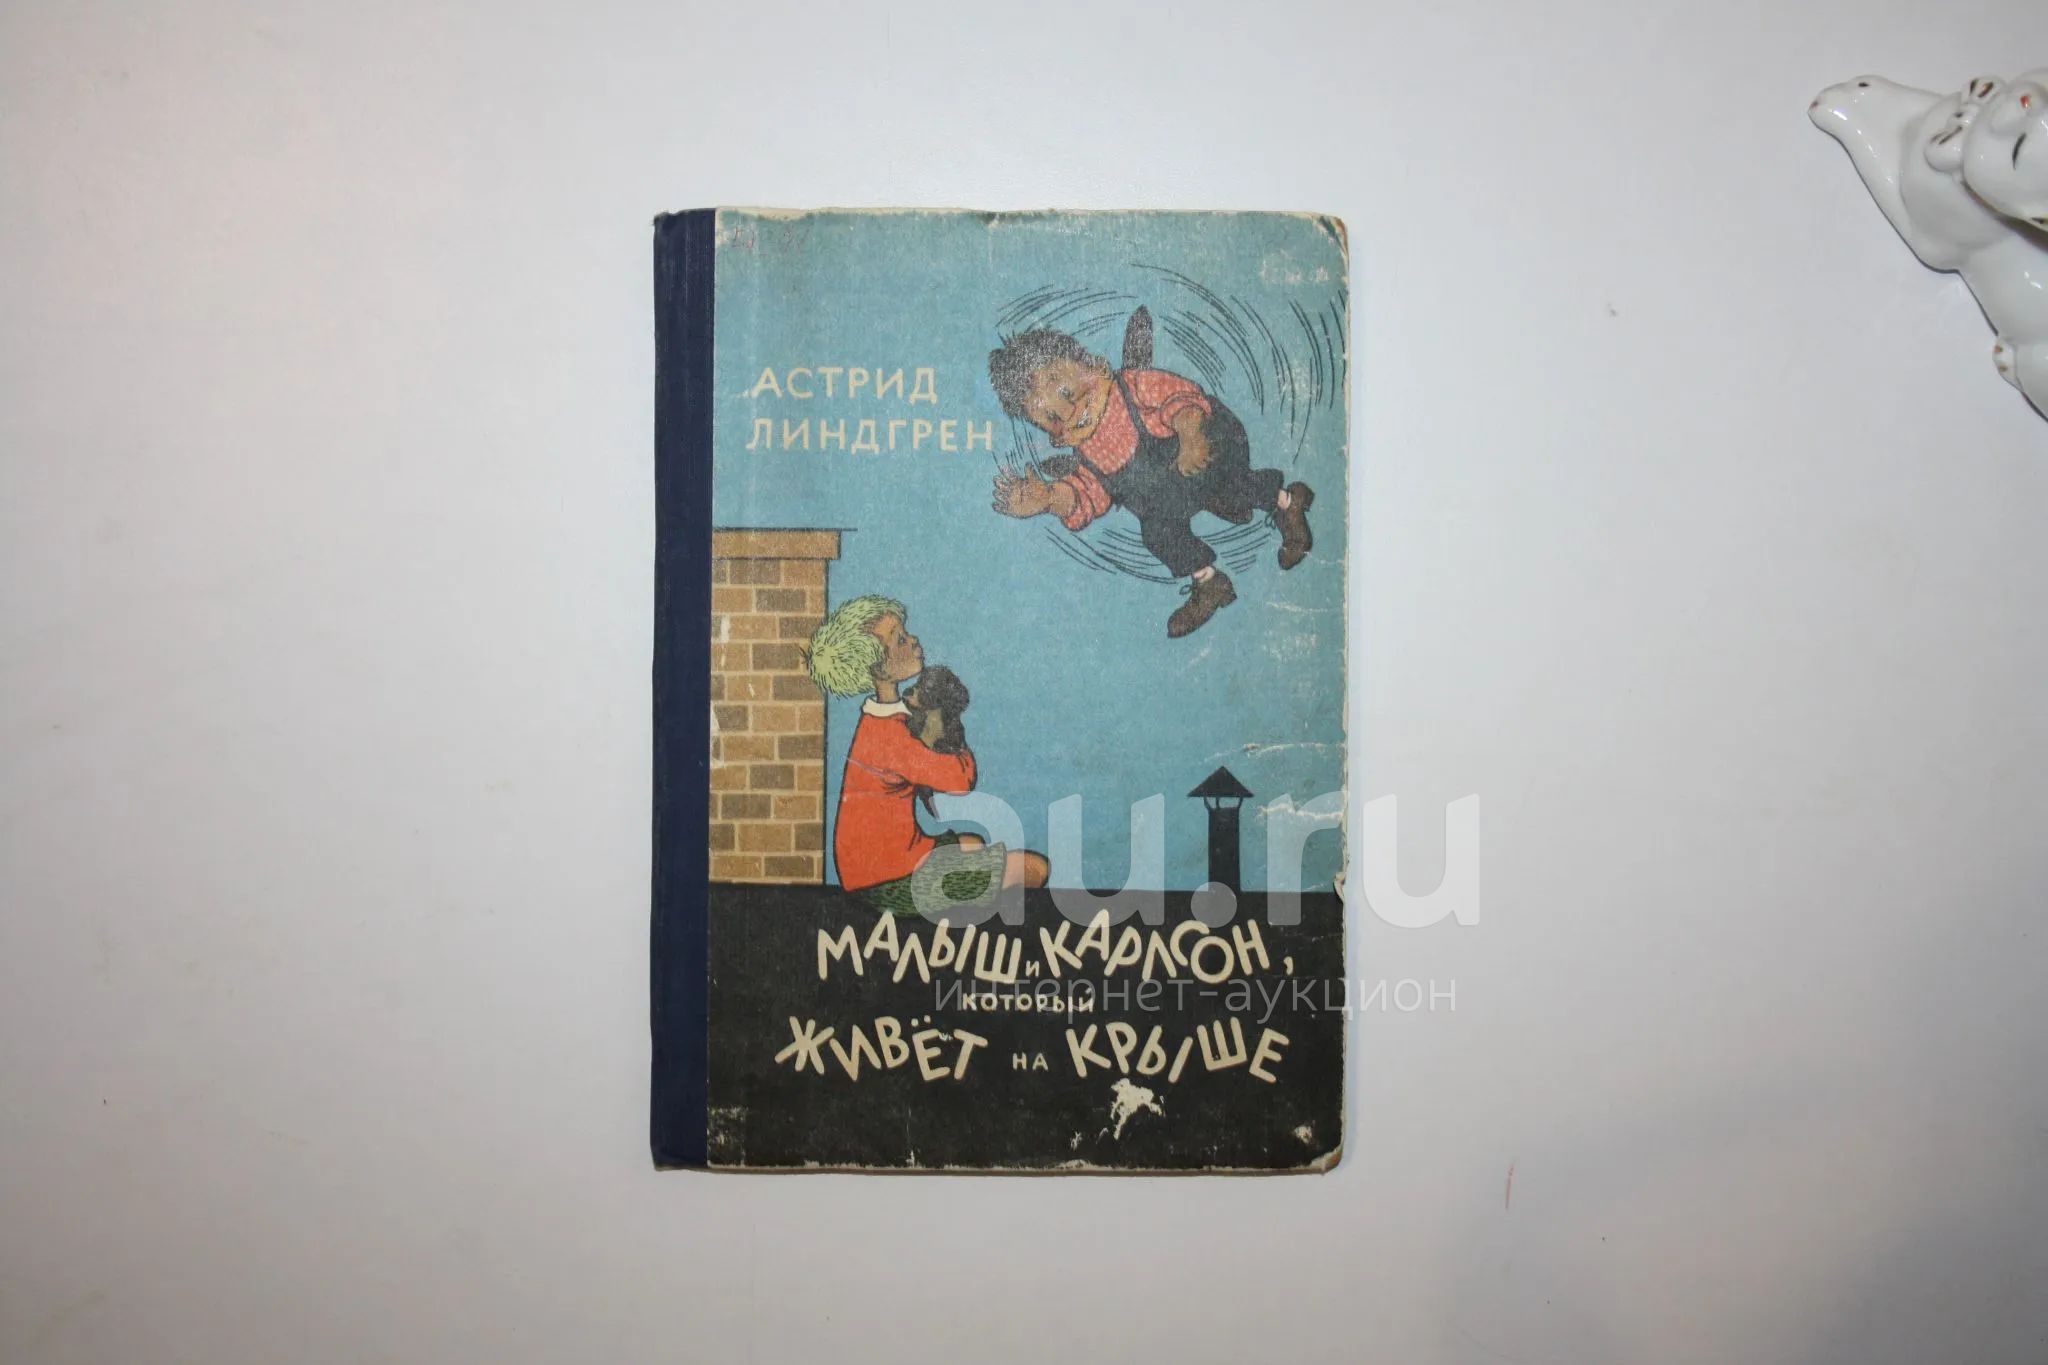 АСТРИД
ЛИНДГРЕН
МАЛЫШ и КАРЛСОН,
КОТОРЫЙ
ЖИВЁТ НА КРЫШЕ
au.ru
интернет-аукцион